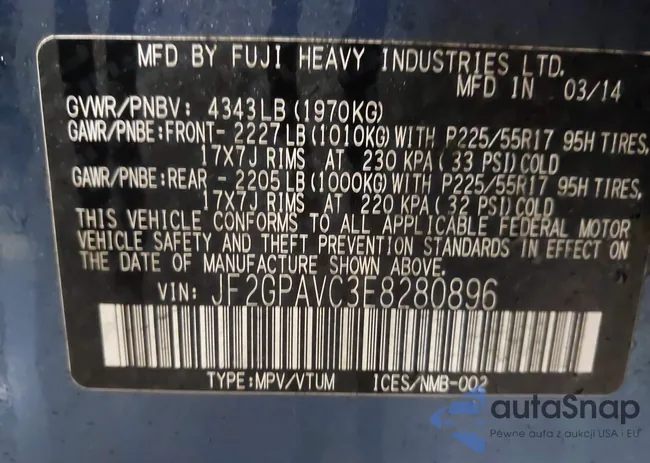 MFD BY FUJI HEAVY INDUSTRIES LTD.
MFD IN 03/14
GVWR/PNBV: 4343LB(1970KG)
GAWR/PNBE:FRONT- 2227LB(1010KG)WITH P225/55R17 95H TIRES,
17X7J RIMS AT 230 KPA(33 PSI)COLD
GAWR/PNBE:REAR - 2205LB(1000KG)WITH P225/55R17 95H TIRES,
17X7J RIMS AT 220 KPA(32 PSI)COLD
THIS VEHICLE CONFORMS TO ALL APPLICABLE FEDERAL MOTOR
VEHICLE SAFETY AND THEFT PREVENTION STANDARDS IN EFFECT ON
THE DATE OF MANUFACTURE SHOWN ABOVE.
VIN: JF2GPAVC3E8280896
TYPE:MPV/VTUM ICES/NMB-002
autaSnap
Pewne auta z aukcji USA i EU